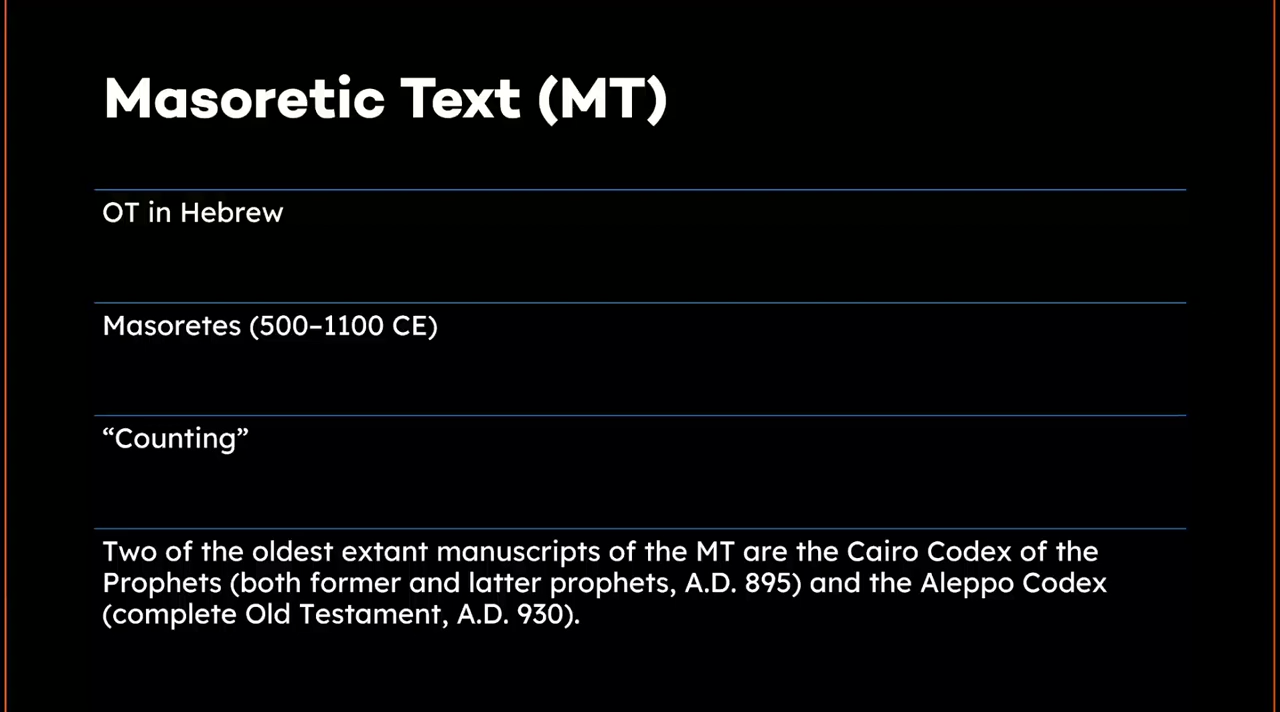 Masoretic Text (MT)
OT in Hebrew
Masoretes (500–1100 CE)
“Counting”
Two of the oldest extant manuscripts of the MT are the Cairo Codex of the
Prophets (both former and latter prophets, A.D. 895) and the Aleppo Codex
(complete Old Testament, A.D. 930).